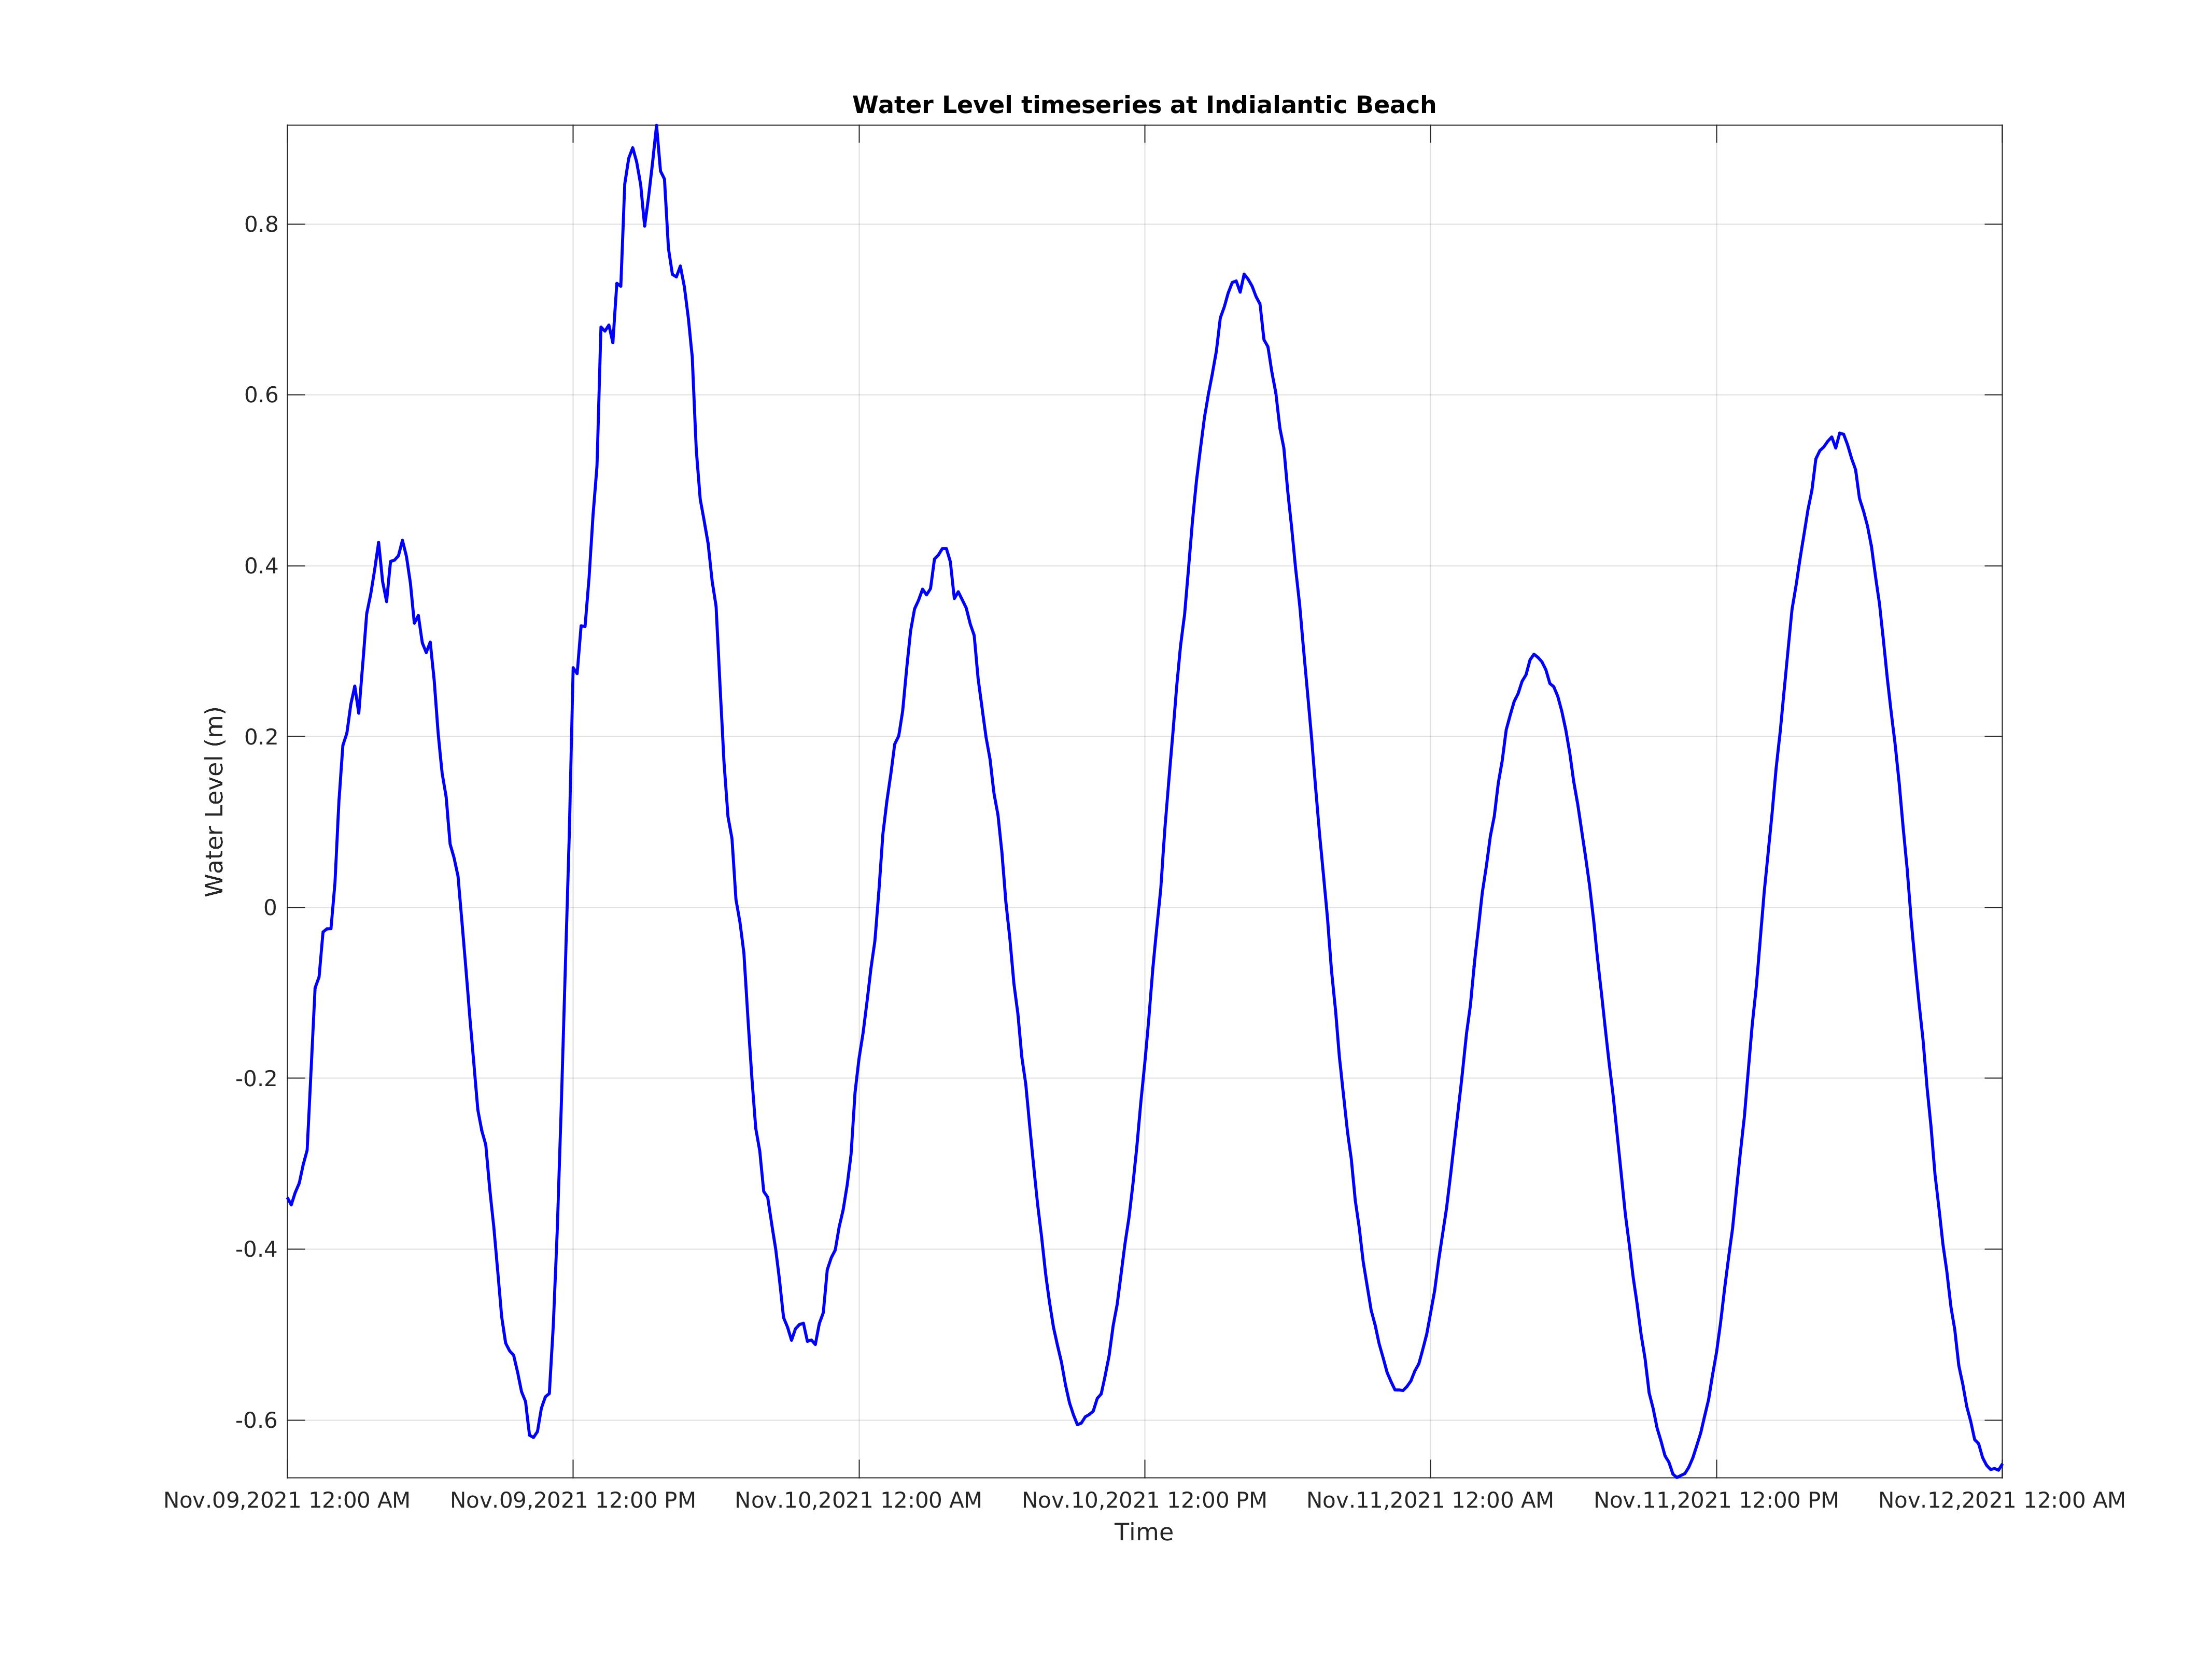 Water Level timeseries at Indialantic Beach
0.8
0.6
0.4
0.2
0
-0.2
-0.4
-0.6
Water Level (m)
Nov.09,2021 12:00 AM Nov.09,2021 12:00 PM Nov.10,2021 12:00 AM Nov.10,2021 12:00 PM Nov.11,2021 12:00 AM Nov.11,2021 12:00 PM Nov.12,2021 12:00 AM
Time